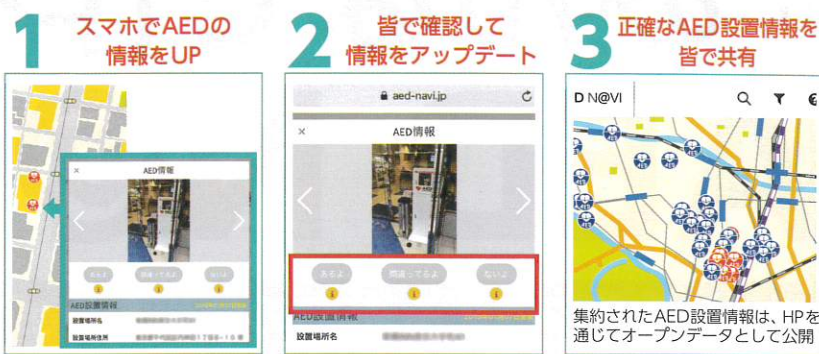 1 スマホでAEDの
情報をUP
AED情報
あるよ 間違ってるよ ないよ
AED設置情報
設置場所名
設置場所住所
2 皆で確認して
情報をアップデート
aed-navi.jp
AED情報
あるよ 間違ってるよ ないよ
AED設置情報
設置場所名
3 正確なAED設置情報を
皆で共有
D N@VI
集約されたAED設置情報は、HPを
通じてオープンデータとして公開